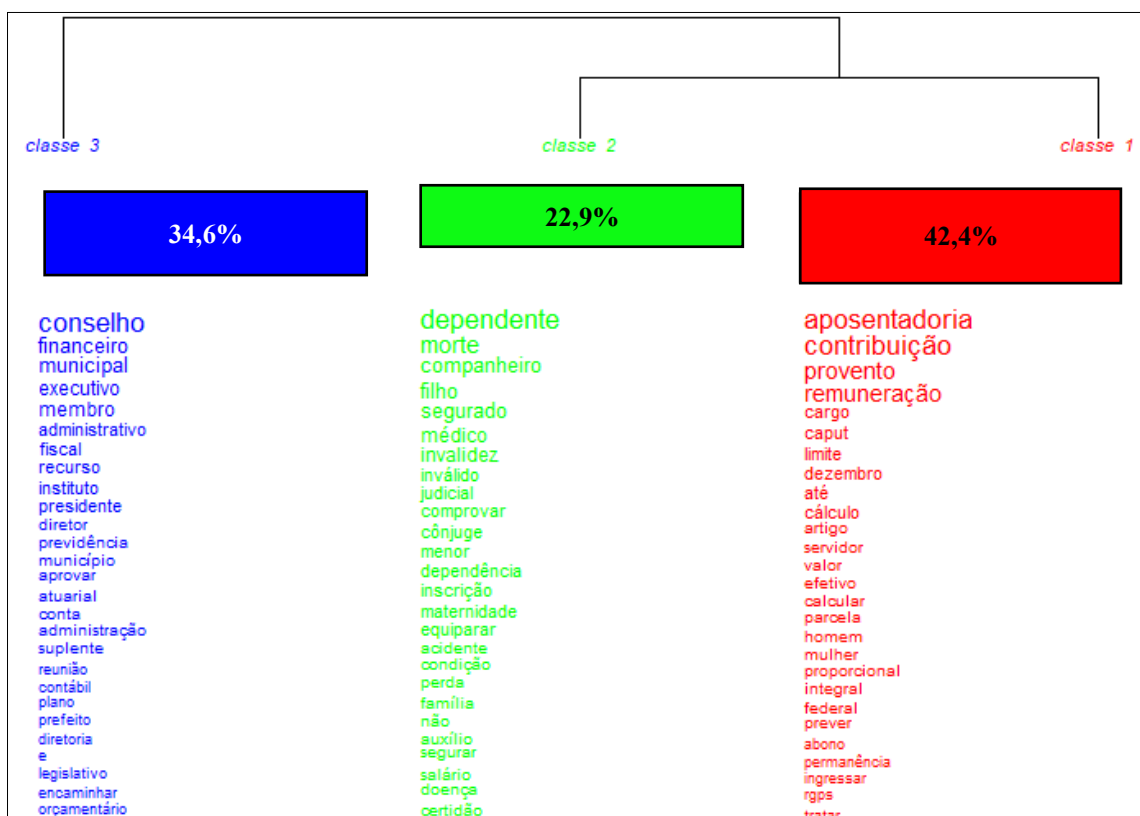 classe 3
classe 2
classe 1
34,6%
22,9%
42,4%
conselho
financeiro
municipal
executivo
membro
administrativo
fiscal
recurso
instituto
presidente
diretor
previdência
município
aprovar
atuarial
conta
administração
suplente
reunião
contábil
plano
prefeito
diretoria
e
legislativo
encaminhar
orçamentário
dependente
morte
companheiro
filho
segurado
médico
invalidez
inválido
judicial
comprovar
cônjuge
menor
dependência
inscrição
maternidade
equiparar
acidente
condição
perda
família
não
auxílio
segurar
salário
doença
certidão
aposentadoria
contribuição
provento
remuneração
cargo
caput
limite
dezembro
até
cálculo
artigo
servidor
valor
efetivo
calcular
parcela
homem
mulher
proporcional
integral
federal
prever
abono
permanência
ingressar
rgps
tratar